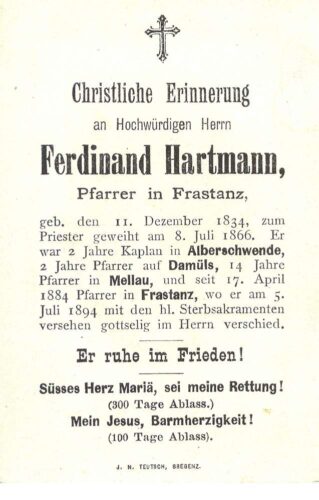 Christliche Erinnerung
an Hochwürdigen Herrn
Ferdinand Hartmann,
Pfarrer in Frastanz,
geb. den 11. Dezember 1834, zum
Priester geweiht am 8. Juli 1866. Er
war 2 Jahre Kaplan in Alberschwende,
2 Jahre Pfarrer auf Damüls, 14 Jahre
Pfarrer in Mellau, und seit 17. April
1884 Pfarrer in Frastanz, wo er am 5.
Juli 1894 mit den hl. Sterbsakramenten
versehen gottselig im Herrn verschied.
Er ruhe im Frieden!
Süsses Herz Mariä, sei meine Rettung!
(300 Tage Ablass.)
Mein Jesus, Barmherzigkeit!
(100 Tage Ablass).
J. N. TEUTSCH, BREGENZ.